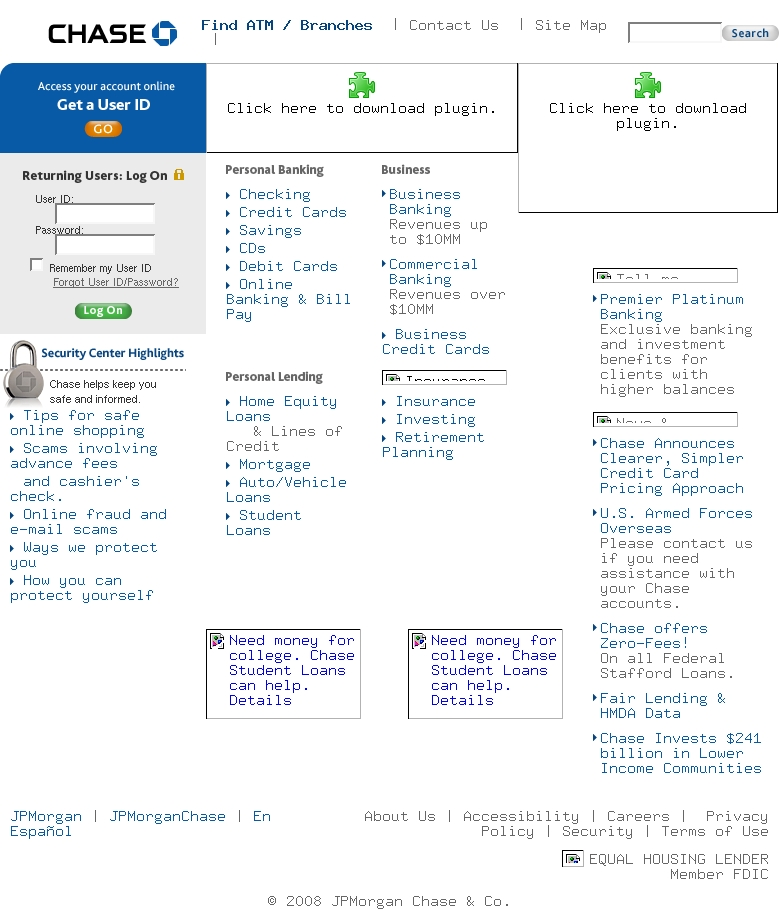 CHASE
Find ATM / Branches | Contact Us | Site Map
|
Search
Access your account online
Get a User ID
GO
Click here to download plugin.
Click here to download
plugin.
Returning Users: Log On
User ID:
Password:
Remember my User ID
Forgot User ID/Password?
Log On
Security Center Highlights
Chase helps keep you
safe and informed.
Tips for safe
online shopping
Scams involving
advance fees
and cashier's
check.
Online fraud and
e-mail scams
Ways we protect
you
How you can
protect yourself
Personal Banking
Checking
Credit Cards
Savings
CDs
Debit Cards
Online
Banking & Bill
Pay
Personal Lending
Home Equity
Loans
& Lines of
Credit
Mortgage
Auto/Vehicle
Loans
Student
Loans
Business
Business
Banking
Revenues up
to $10MM
Commercial
Banking
Revenues over
$10MM
Business
Credit Cards
Insurance
Insurance
Investing
Retirement
Planning
Tell me
Premier Platinum
Banking
Exclusive banking
and investment
benefits for
clients with
higher balances
News &
Chase Announces
Clearer, Simpler
Credit Card
Pricing Approach
U.S. Armed Forces
Overseas
Please contact us
if you need
assistance with
your Chase
accounts.
Chase offers
Zero-Fees!
On all Federal
Stafford Loans.
Fair Lending &
HMDA Data
Chase Invests $241
billion in Lower
Income Communities
Need money for
college. Chase
Student Loans
can help.
Details
Need money for
college. Chase
Student Loans
can help.
Details
JPMorgan | JPMorganChase | En
Español
About Us | Accessibility | Careers | Privacy
Policy | Security | Terms of Use
EQUAL HOUSING LENDER
Member FDIC
© 2008 JPMorgan Chase & Co.